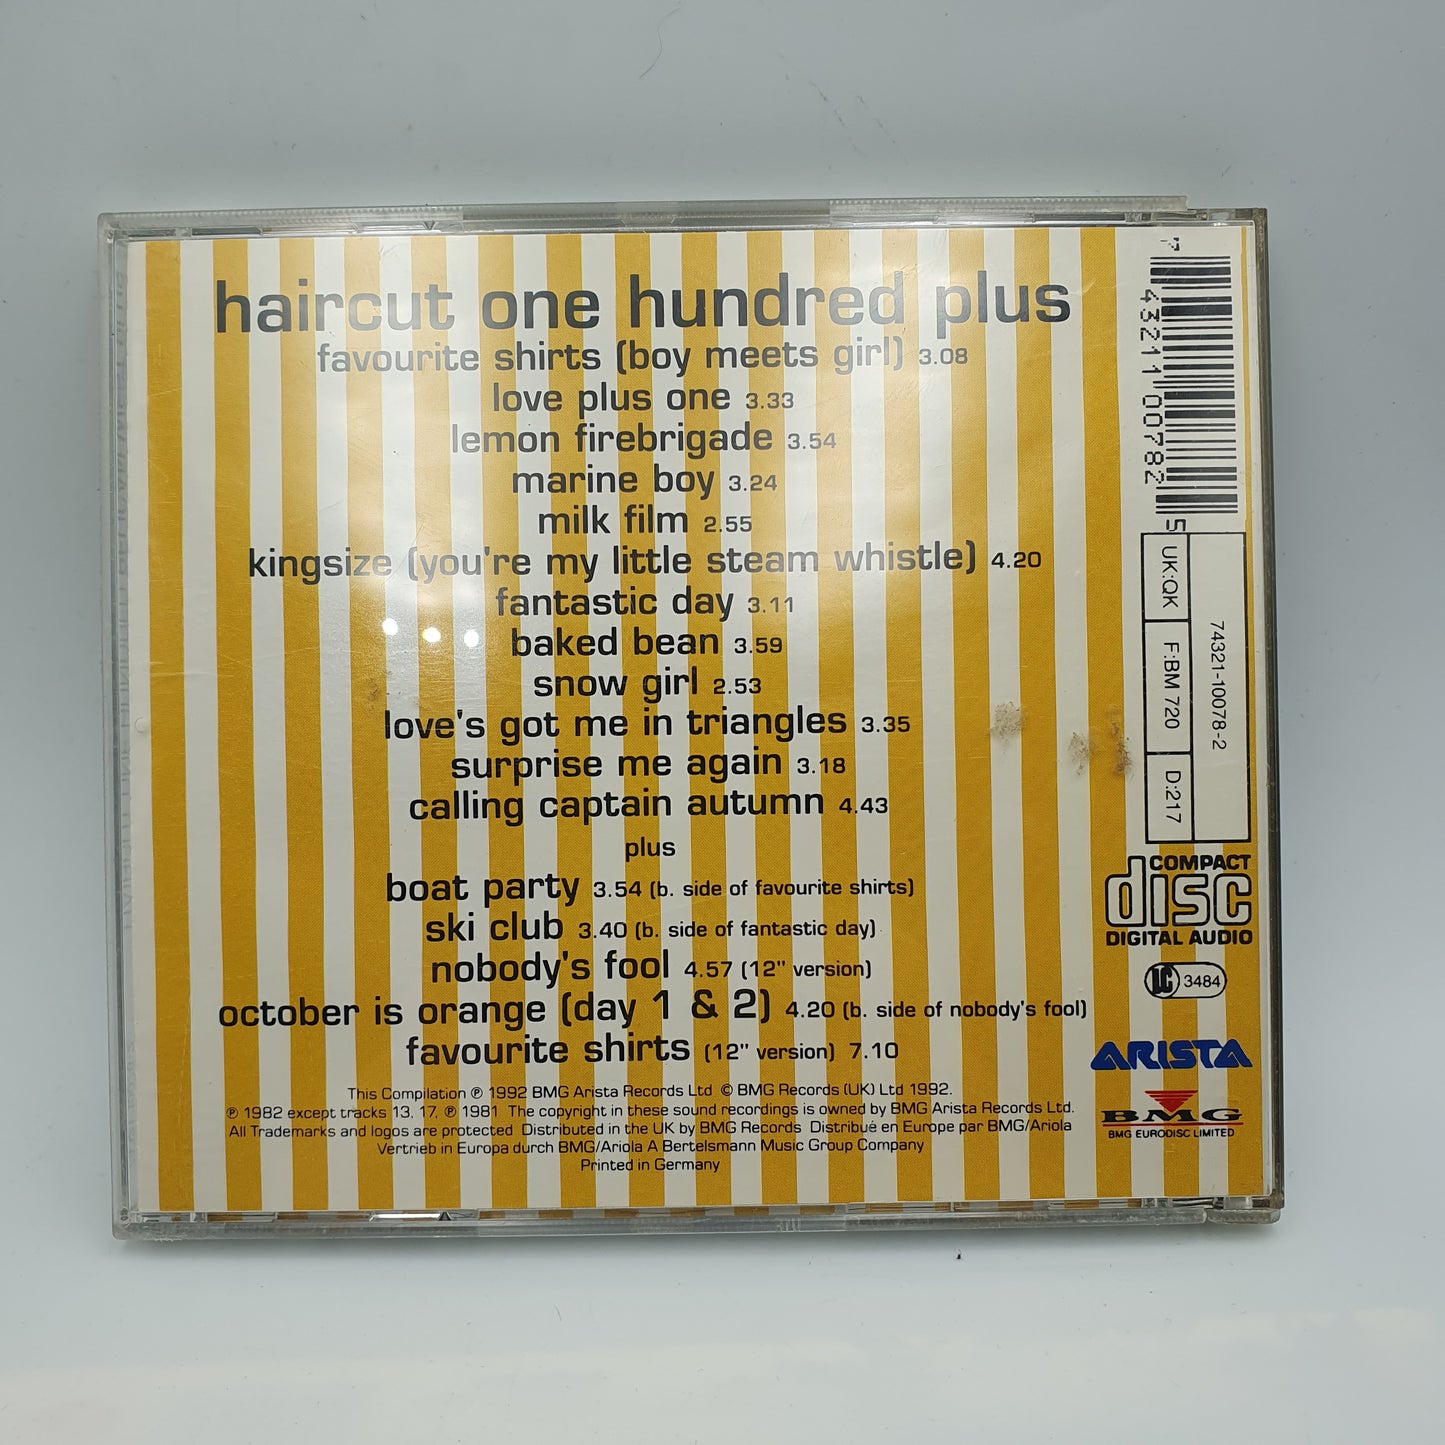 haircut one hundred plus
favourite shirts (boy meets girl) 3.08
love plus one 3.33
lemon firebrigade 3.54
marine boy 3.24
milk film 2.55
kingsize (you're my little steam whistle) 4.20
fantastic day 3.11
baked bean 3.59
snow girl 2.53
love's got me in triangles 3.35
surprise me again 3.18
calling captain autumn 4.43
plus
boat party 3.54 (b. side of favourite shirts)
ski club 3.40 (b. side of fantastic day)
nobody's fool 4.57 (12" version)
october is orange (day 1 & 2) 4.20 (b. side of nobody's fool)
favourite shirts (12" version) 7.10
This Compilation ℗ 1992 BMG Arista Records Ltd © BMG Records (UK) Ltd 1992.
℗ 1982 except tracks 13, 17, ℗ 1981 The copyright in these sound recordings is owned by BMG Arista Records Ltd.
All Trademarks and logos are protected Distributed in the UK by BMG Records Distribué en Europe par BMG/Ariola
Vertrieb in Europa durch BMG/Ariola A Bertelsmann Music Group Company
Printed in Germany
7 43211 00782 5
74321-10078-2
UK:QK F:BM 720 D:217
COMPACT
disc
DIGITAL AUDIO
LC 3484
ARISTA
BMG
BMG EURODISC LIMITED